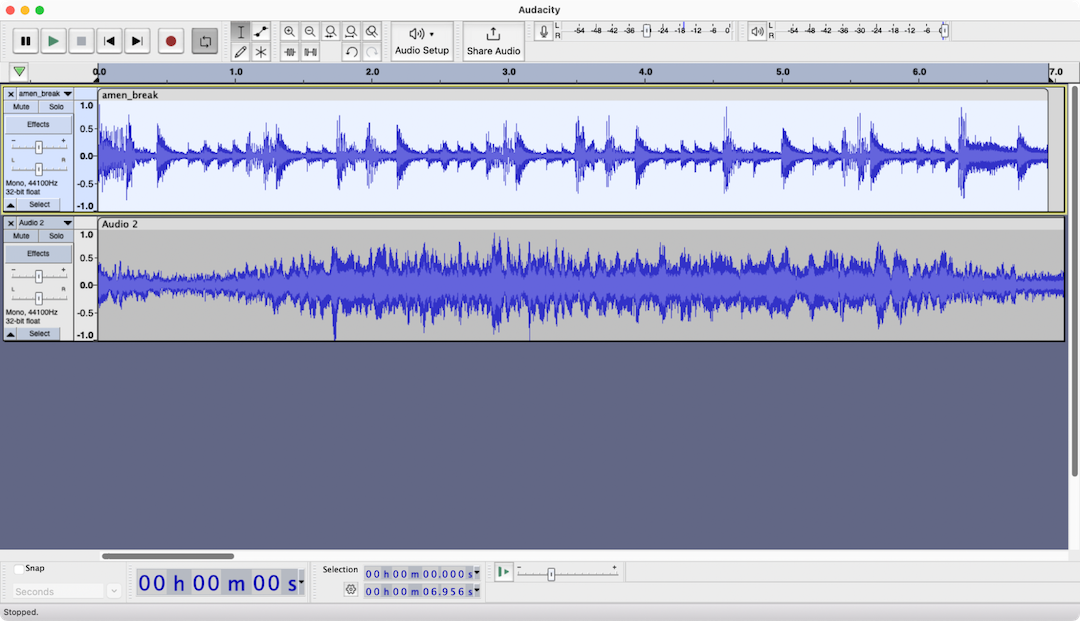 Audacity
Audio Setup
Share Audio
L
R
-54 -48 -42 -36 -24 -18 -12 -6 0
L
R
-54 -48 -42 -36 -30 -24 -18 -12 -6
0.0 1.0 2.0 3.0 4.0 5.0 6.0 7.0
amen_break
Mute Solo
Effects
- +
L R
Mono, 44100Hz
32-bit float
Select
1.0
0.5
0.0
-0.5
-1.0
amen_break
Audio 2
Mute Solo
Effects
- +
L R
Mono, 44100Hz
32-bit float
Select
1.0
0.5
0.0
-0.5
-1.0
Audio 2
Snap
Seconds
00 h 00 m 00 s
Selection
00 h 00 m 00.000 s
00 h 00 m 06.956 s
- +
Stopped.